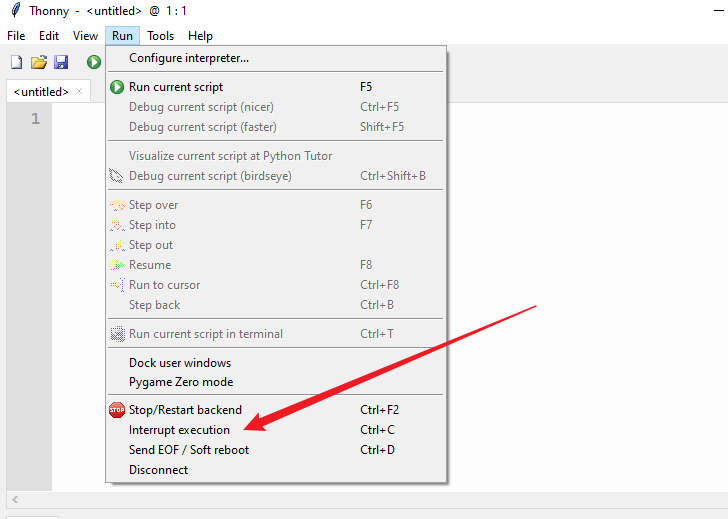 Thonny - <untitled> @ 1 : 1
File Edit View Run Tools Help
Configure interpreter...
<untitled> ×
Run current script F5
Debug current script (nicer) Ctrl+F5
1
Debug current script (faster) Shift+F5
Visualize current script at Python Tutor
Debug current script (birdseye) Ctrl+Shift+B
Step over F6
Step into F7
Step out
Resume F8
Run to cursor Ctrl+F8
Step back Ctrl+B
Run current script in terminal Ctrl+T
Dock user windows
Pygame Zero mode
STOP Stop/Restart backend Ctrl+F2
Interrupt execution Ctrl+C
Send EOF / Soft reboot Ctrl+D
Disconnect